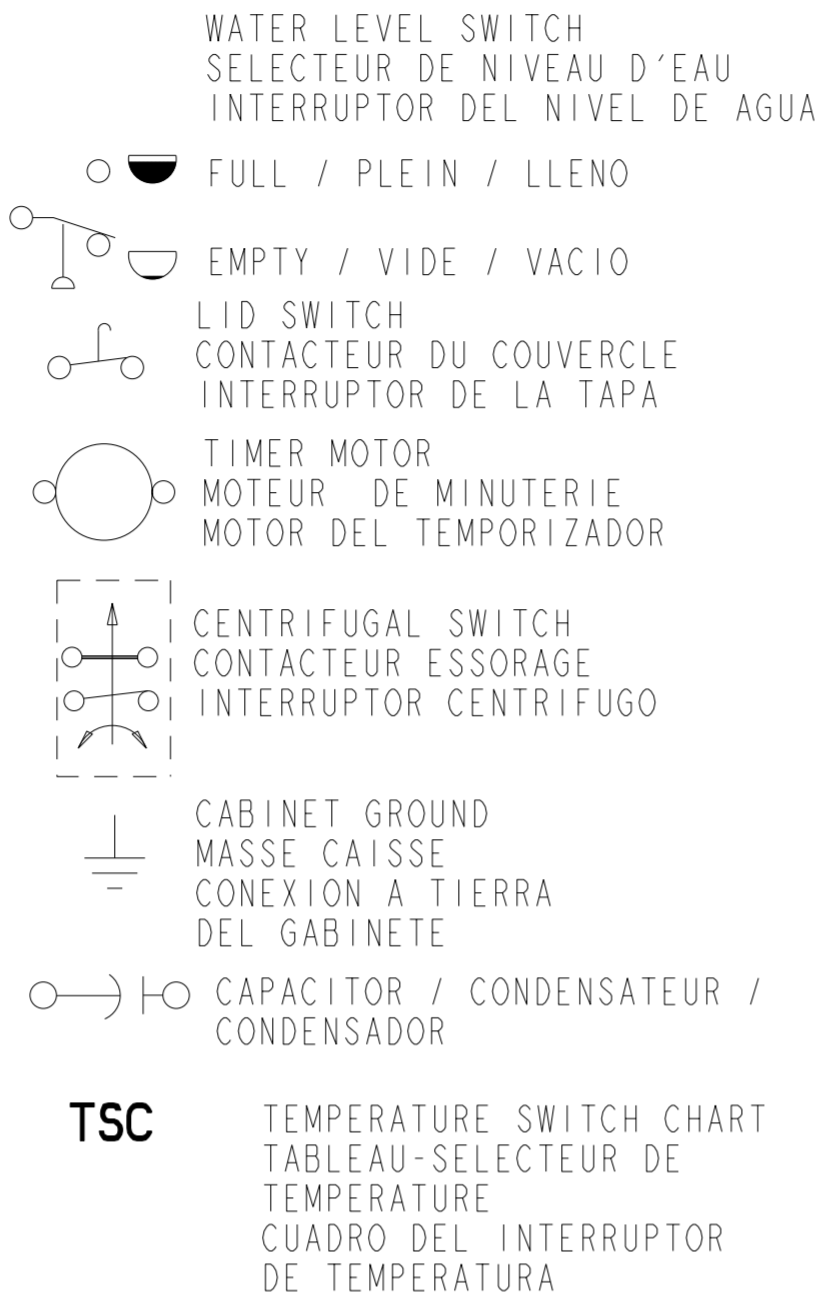 WATER LEVEL SWITCH
SELECTEUR DE NIVEAU D'EAU
INTERRUPTOR DEL NIVEL DE AGUA
FULL / PLEIN / LLENO
EMPTY / VIDE / VACIO
LID SWITCH
CONTACTEUR DU COUVERCLE
INTERRUPTOR DE LA TAPA
TIMER MOTOR
MOTEUR DE MINUTERIE
MOTOR DEL TEMPORIZADOR
CENTRIFUGAL SWITCH
CONTACTEUR ESSORAGE
INTERRUPTOR CENTRIFUGO
CABINET GROUND
MASSE CAISSE
CONEXION A TIERRA
DEL GABINETE
CAPACITOR / CONDENSATEUR /
CONDENSADOR
TSC TEMPERATURE SWITCH CHART
TABLEAU-SELECTEUR DE
TEMPERATURE
CUADRO DEL INTERRUPTOR
DE TEMPERATURA